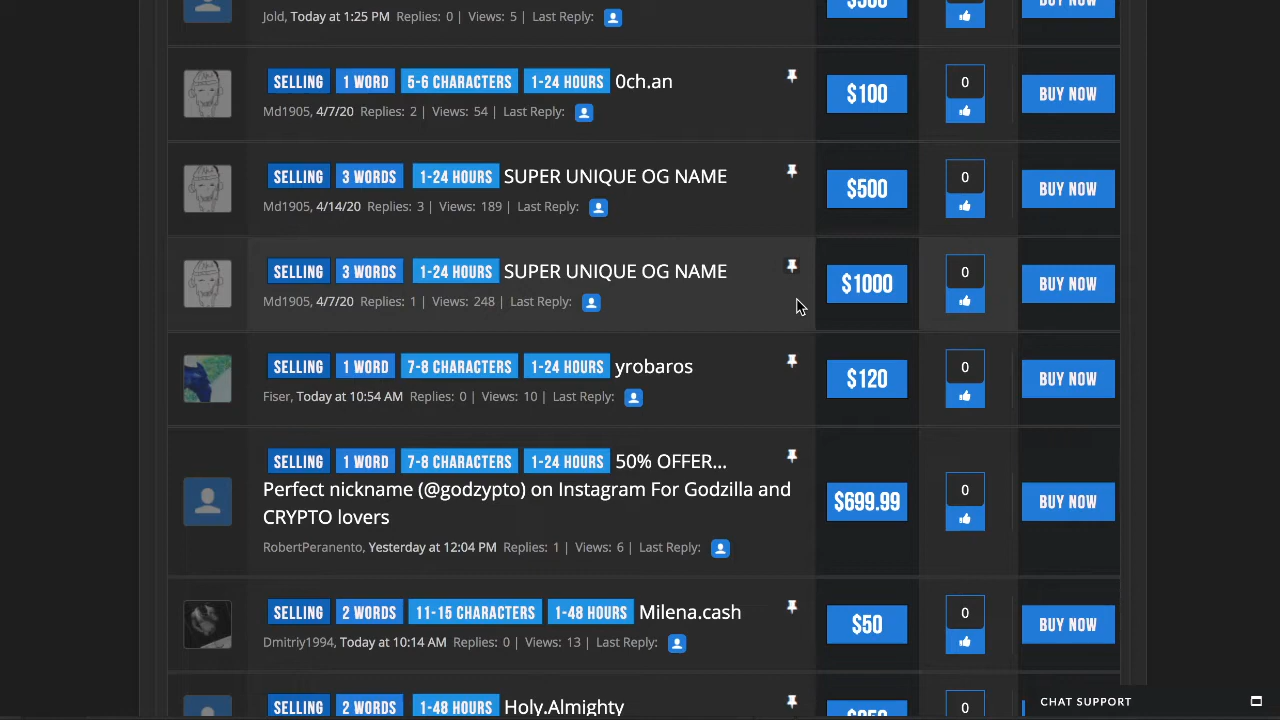 Jold, Today at 1:25 PM Replies: 0 | Views: 5 | Last Reply:
$300 0 BUY NOW
SELLING 1 WORD 5-6 CHARACTERS 1-24 HOURS 0ch.an
Md1905, 4/7/20 Replies: 2 | Views: 54 | Last Reply:
$100 0 BUY NOW
SELLING 3 WORDS 1-24 HOURS SUPER UNIQUE OG NAME
Md1905, 4/14/20 Replies: 3 | Views: 189 | Last Reply:
$500 0 BUY NOW
SELLING 3 WORDS 1-24 HOURS SUPER UNIQUE OG NAME
Md1905, 4/7/20 Replies: 1 | Views: 248 | Last Reply:
$1000 0 BUY NOW
SELLING 1 WORD 7-8 CHARACTERS 1-24 HOURS yrobaros
Fiser, Today at 10:54 AM Replies: 0 | Views: 10 | Last Reply:
$120 0 BUY NOW
SELLING 1 WORD 7-8 CHARACTERS 1-24 HOURS 50% OFFER...
Perfect nickname (@godzypto) on Instagram For Godzilla and
CRYPTO lovers
RobertPeranento, Yesterday at 12:04 PM Replies: 1 | Views: 6 | Last Reply:
$699.99 0 BUY NOW
SELLING 2 WORDS 11-15 CHARACTERS 1-48 HOURS Milena.cash
Dmitriy1994, Today at 10:14 AM Replies: 0 | Views: 13 | Last Reply:
$50 0 BUY NOW
SELLING 2 WORDS 1-48 HOURS Holy.Almighty
0
CHAT SUPPORT